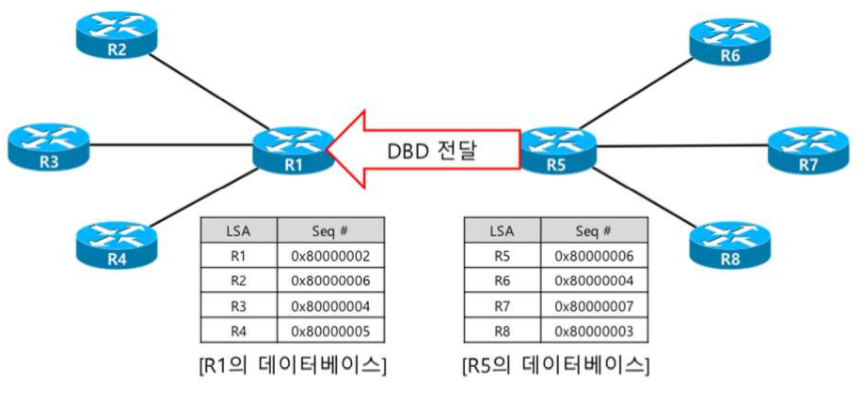 R2
R6
R3
R1
DBD 전달
R5
R7
R4
R8
LSA Seq #
R1 0x80000002
R2 0x80000006
R3 0x80000004
R4 0x80000005
[R1의 데이터베이스]
LSA Seq #
R5 0x80000006
R6 0x80000004
R7 0x80000007
R8 0x80000003
[R5의 데이터베이스]